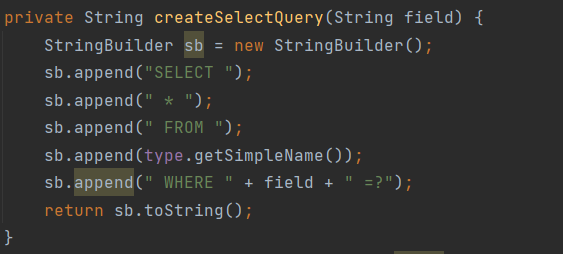 private String createSelectQuery(String field) {
    StringBuilder sb = new StringBuilder();
    sb.append("SELECT ");
    sb.append(" * ");
    sb.append(" FROM ");
    sb.append(type.getSimpleName());
    sb.append(" WHERE " + field + " =?");
    return sb.toString();
}